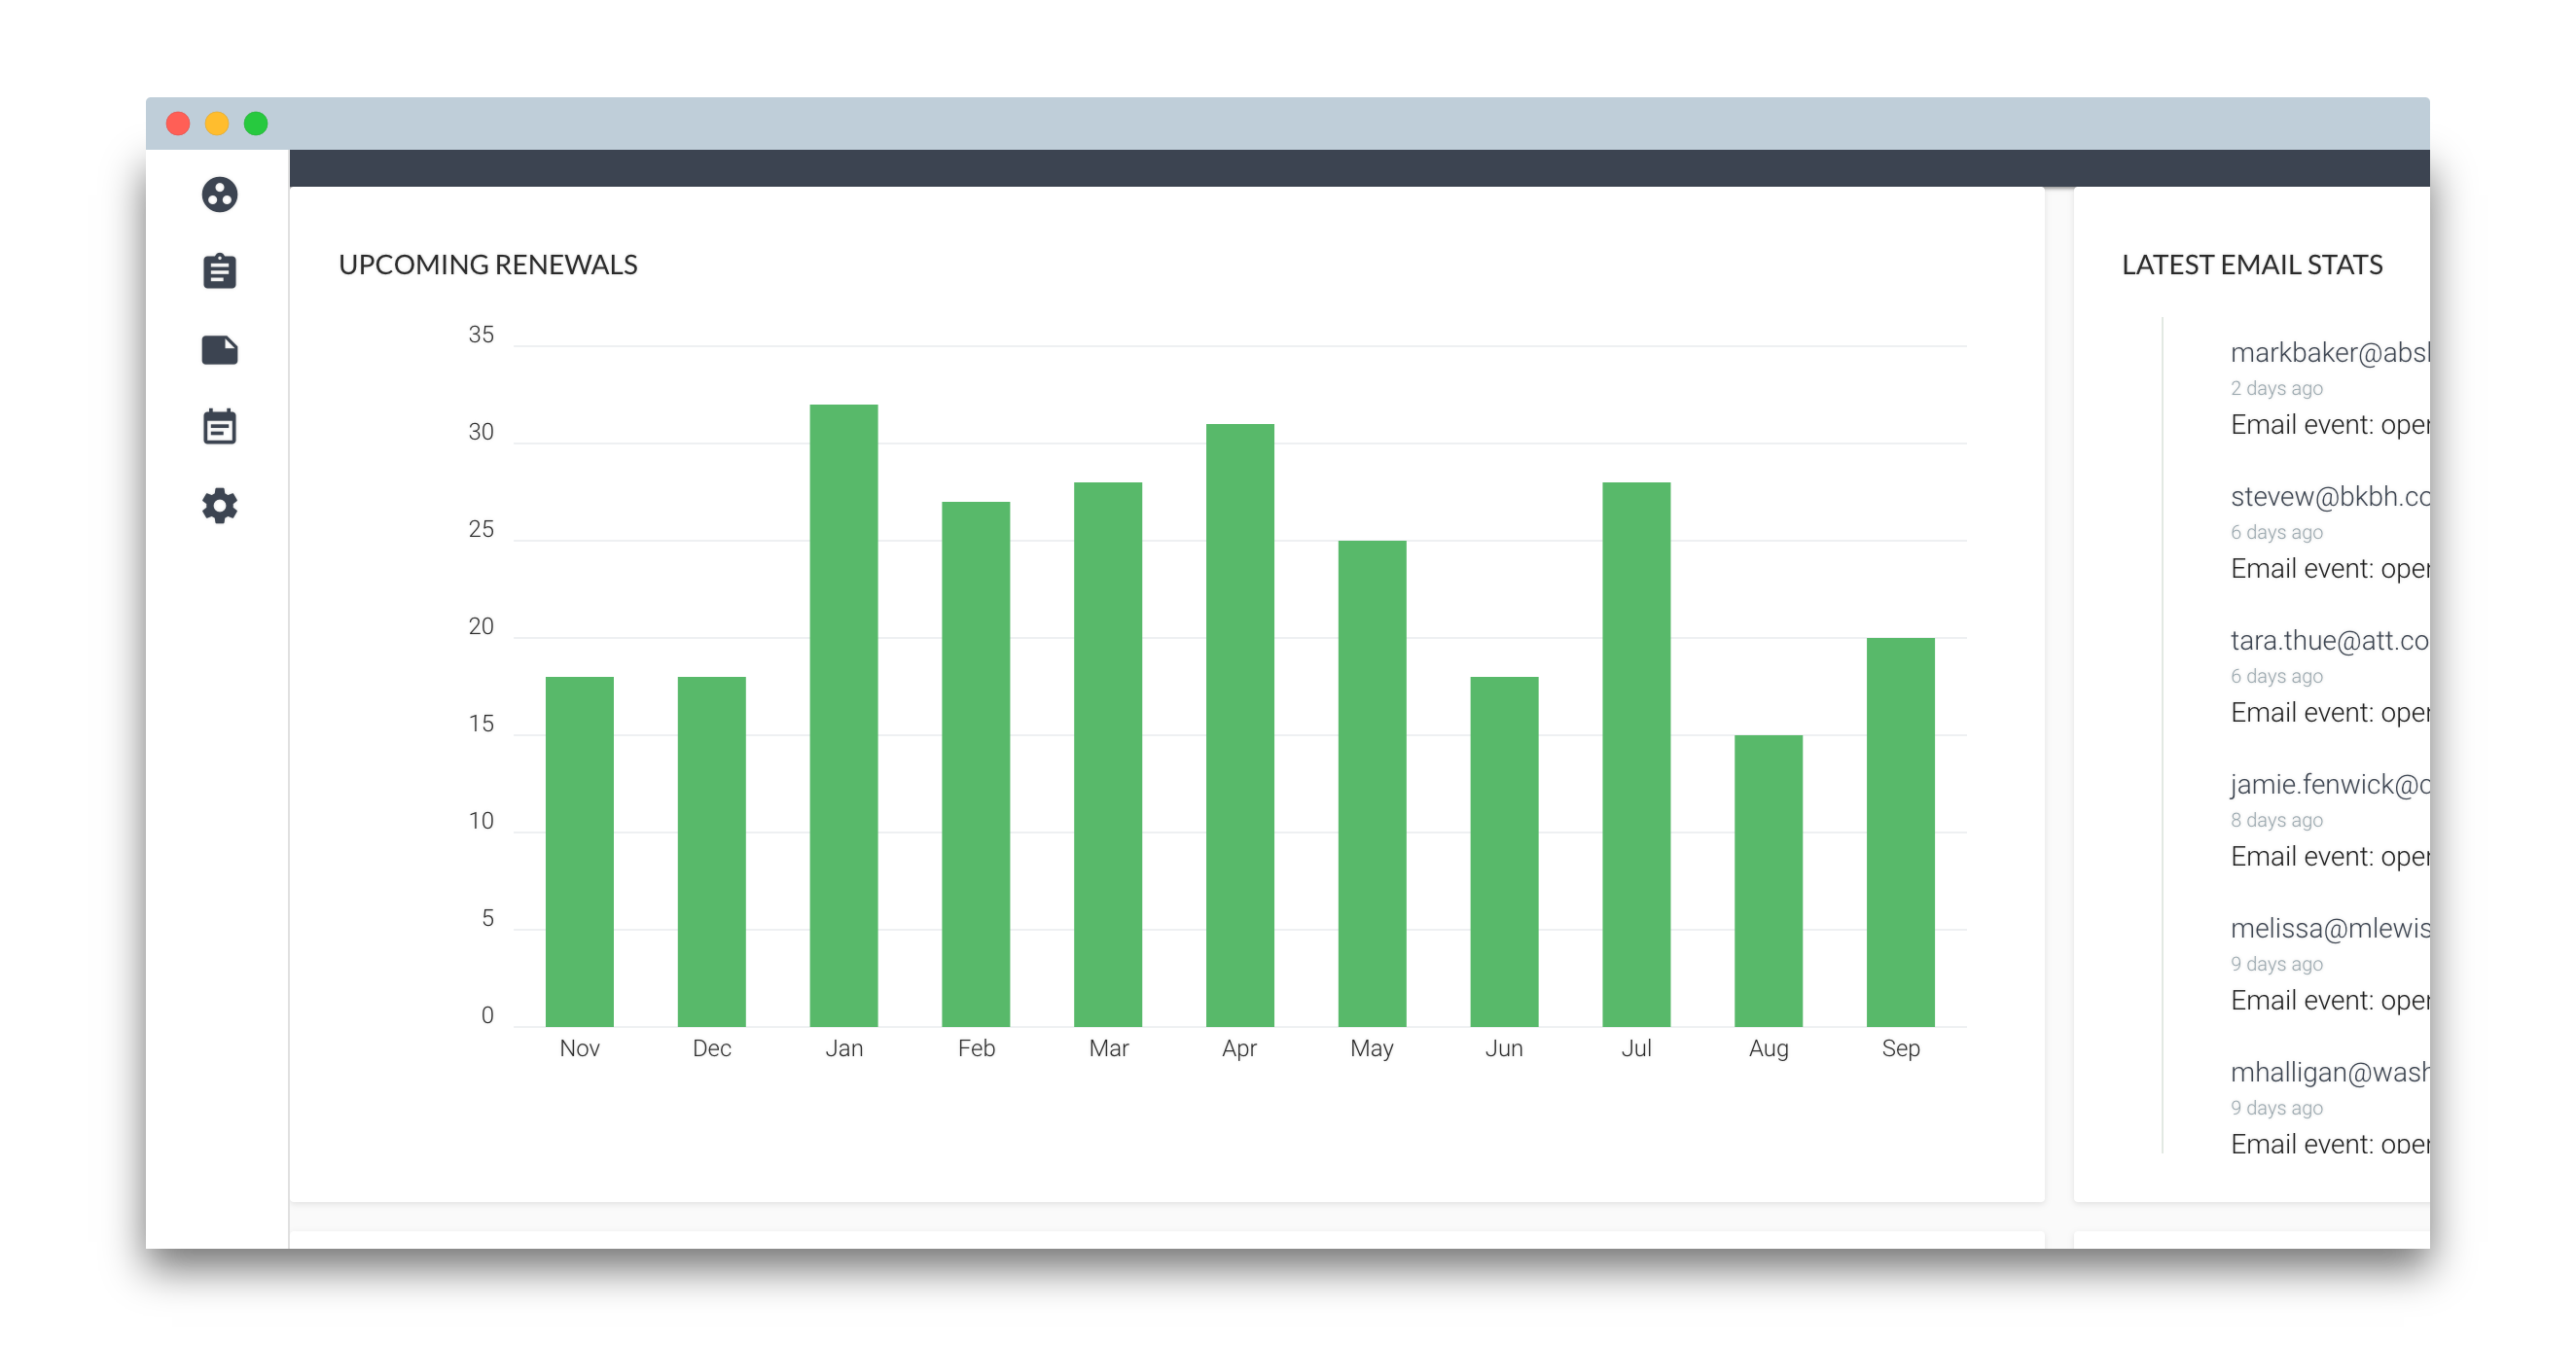 UPCOMING RENEWALS
35
30
25
20
15
10
5
0
Nov Dec Jan Feb Mar Apr May Jun Jul Aug Sep
LATEST EMAIL STATS
markbaker@abs
2 days ago
Email event: oper
stevew@bkbh.co
6 days ago
Email event: oper
tara.thue@att.co
6 days ago
Email event: oper
jamie.fenwick@c
8 days ago
Email event: oper
melissa@mlewis
9 days ago
Email event: oper
mhalligan@wash
9 days ago
Email event: oper